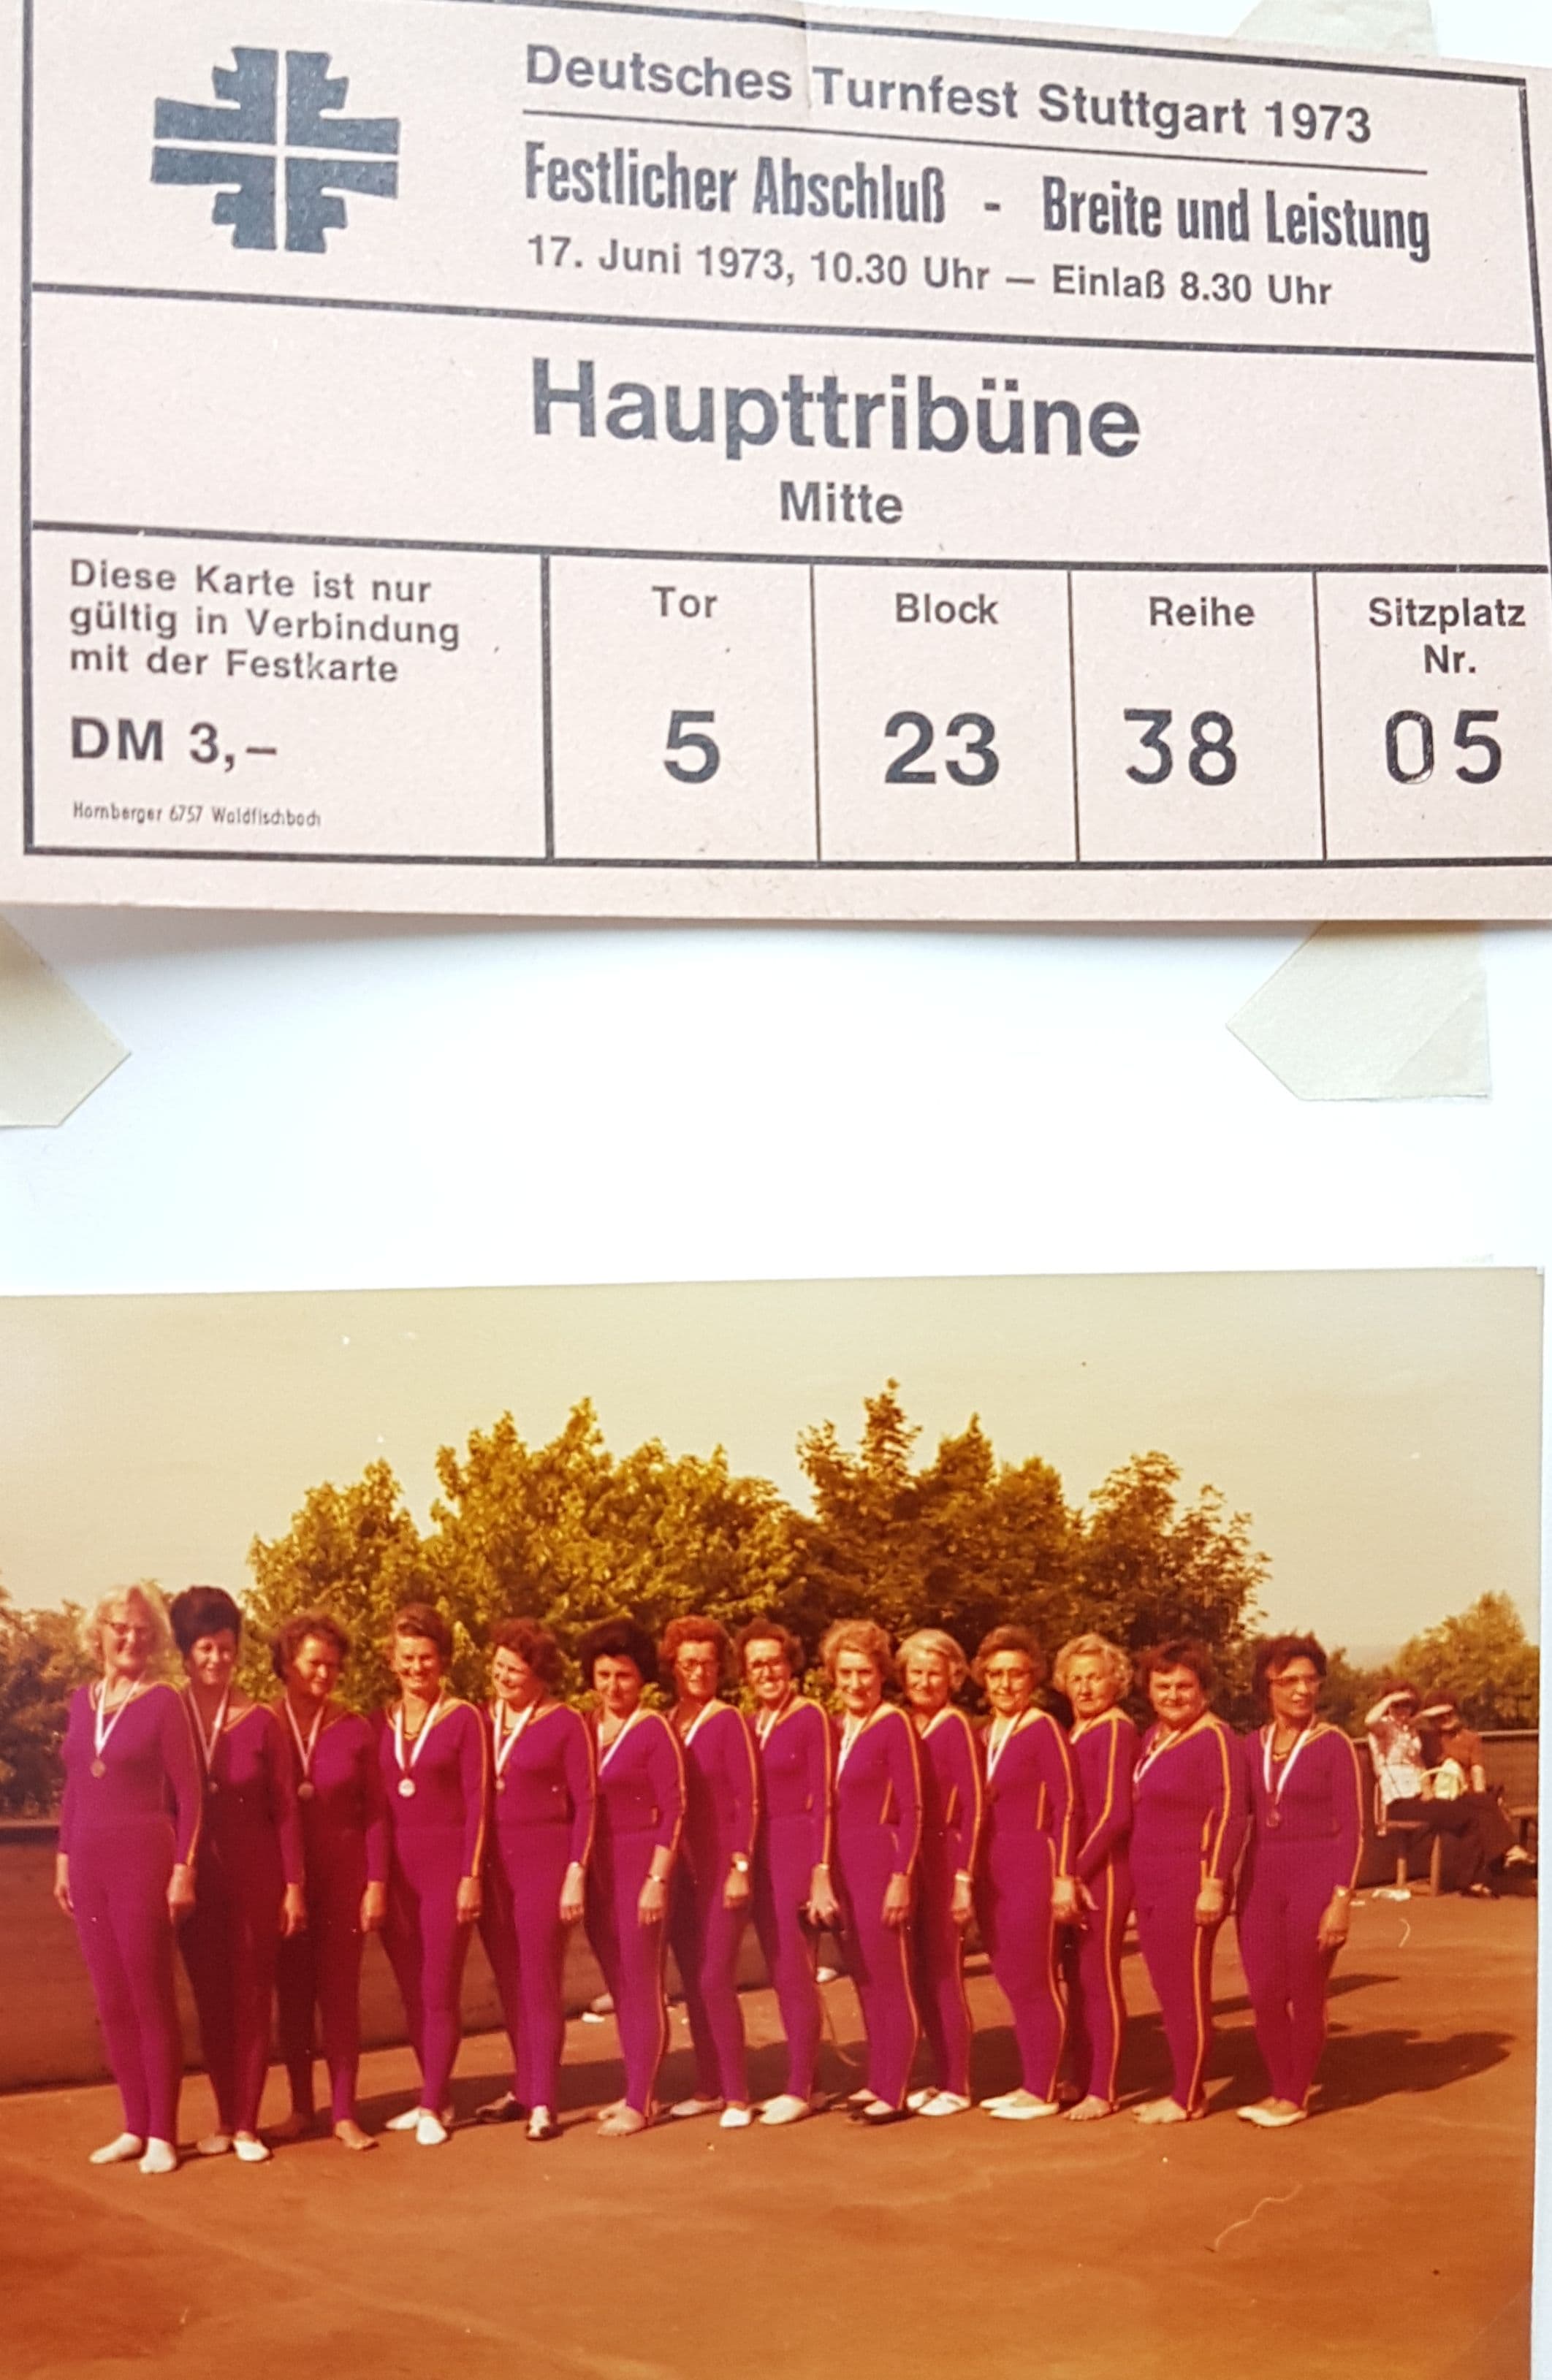 Deutsches Turnfest Stuttgart 1973
Festlicher Abschluß - Breite und Leistung
17. Juni 1973, 10.30 Uhr — Einlaß 8.30 Uhr
Haupttribüne
Mitte
Diese Karte ist nur
gültig in Verbindung
mit der Festkarte
DM 3,–
Hornberger 6757 Waldfischbach
Tor
5
Block
23
Reihe
38
Sitzplatz
Nr.
05